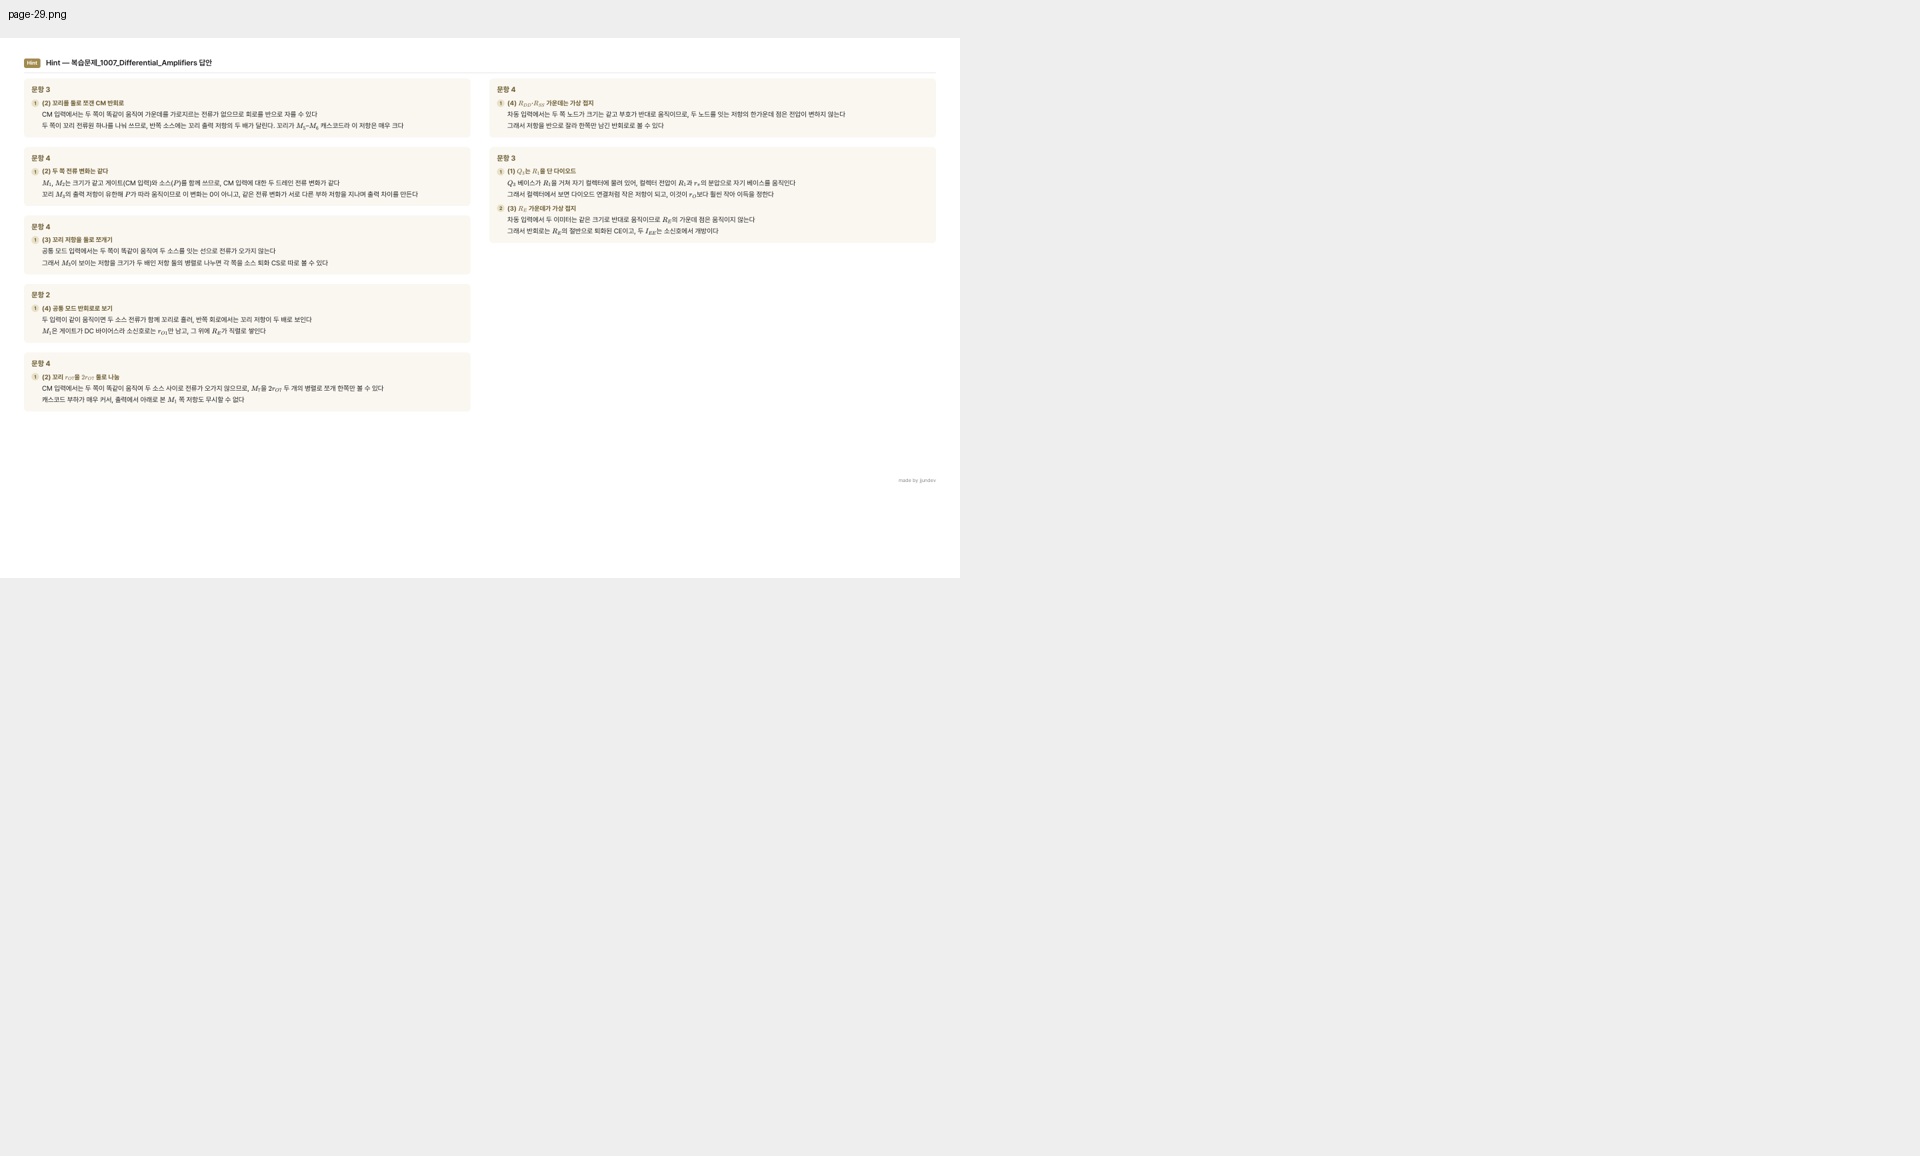 page-29.png
Hint Hint — 복습문제_1007_Differential_Amplifiers 답안
문항 3
1 (2) 꼬리를 둘로 쪼갠 CM 반회로
CM 입력에서는 두 쪽이 똑같이 움직여 가운데를 가로지르는 전류가 없으므로 회로를 반으로 자를 수 있다
두 쪽이 꼬리 전류원 하나를 나눠 쓰므로, 반쪽 소스에는 꼬리 출력 저항의 두 배가 달린다. 꼬리가 M₅–M₆ 캐스코드라 이 저항은 매우 크다
문항 4
1 (2) 두 쪽 전류 변화는 같다
M₁, M₂는 크기가 같고 게이트(CM 입력)와 소스(P)를 함께 쓰므로, CM 입력에 대한 두 드레인 전류 변화가 같다
꼬리 M₃의 출력 저항이 유한해 P가 따라 움직이므로 이 변화는 0이 아니고, 같은 전류 변화가 서로 다른 부하 저항을 지나며 출력 차이를 만든다
문항 4
1 (3) 꼬리 저항을 둘로 쪼개기
공통 모드 입력에서는 두 쪽이 똑같이 움직여 두 소스를 잇는 선으로 전류가 오가지 않는다
그래서 M₃이 보이는 저항을 크기가 두 배인 저항 둘의 병렬로 나누면 각 쪽을 소스 퇴화 CS로 따로 볼 수 있다
문항 2
1 (4) 공통 모드 반회로로 보기
두 입력이 같이 움직이면 두 소스 전류가 함께 꼬리로 흘러, 반쪽 회로에서는 꼬리 저항이 두 배로 보인다
M₁은 게이트가 DC 바이어스라 소신호로는 r_O1만 남고, 그 위에 R_E가 직렬로 쌓인다
문항 4
1 (2) 꼬리 r_O7을 2r_O7 둘로 나눔
CM 입력에서는 두 쪽이 똑같이 움직여 두 소스 사이로 전류가 오가지 않으므로, M₇을 2r_O7 두 개의 병렬로 쪼개 한쪽만 볼 수 있다
캐스코드 부하가 매우 커서, 출력에서 아래로 본 M₁ 쪽 저항도 무시할 수 없다
문항 4
1 (4) R_DD·R_SS 가운데는 가상 접지
차동 입력에서는 두 쪽 노드가 크기는 같고 부호가 반대로 움직이므로, 두 노드를 잇는 저항의 한가운데 점은 전압이 변하지 않는다
그래서 저항을 반으로 잘라 한쪽만 남긴 반회로로 볼 수 있다
문항 3
1 (1) Q₃는 R₁을 단 다이오드
Q₃ 베이스가 R₁을 거쳐 자기 컬렉터에 물려 있어, 컬렉터 전압이 R₁과 r_π의 분압으로 자기 베이스를 움직인다
그래서 컬렉터에서 보면 다이오드 연결처럼 작은 저항이 되고, 이것이 r_O보다 훨씬 작아 이득을 정한다
2 (3) R_E 가운데가 가상 접지
차동 입력에서 두 이미터는 같은 크기로 반대로 움직이므로 R_E의 가운데 점은 움직이지 않는다
그래서 반회로는 R_E의 절반으로 퇴화된 CE이고, 두 I_EE는 소신호에서 개방이다